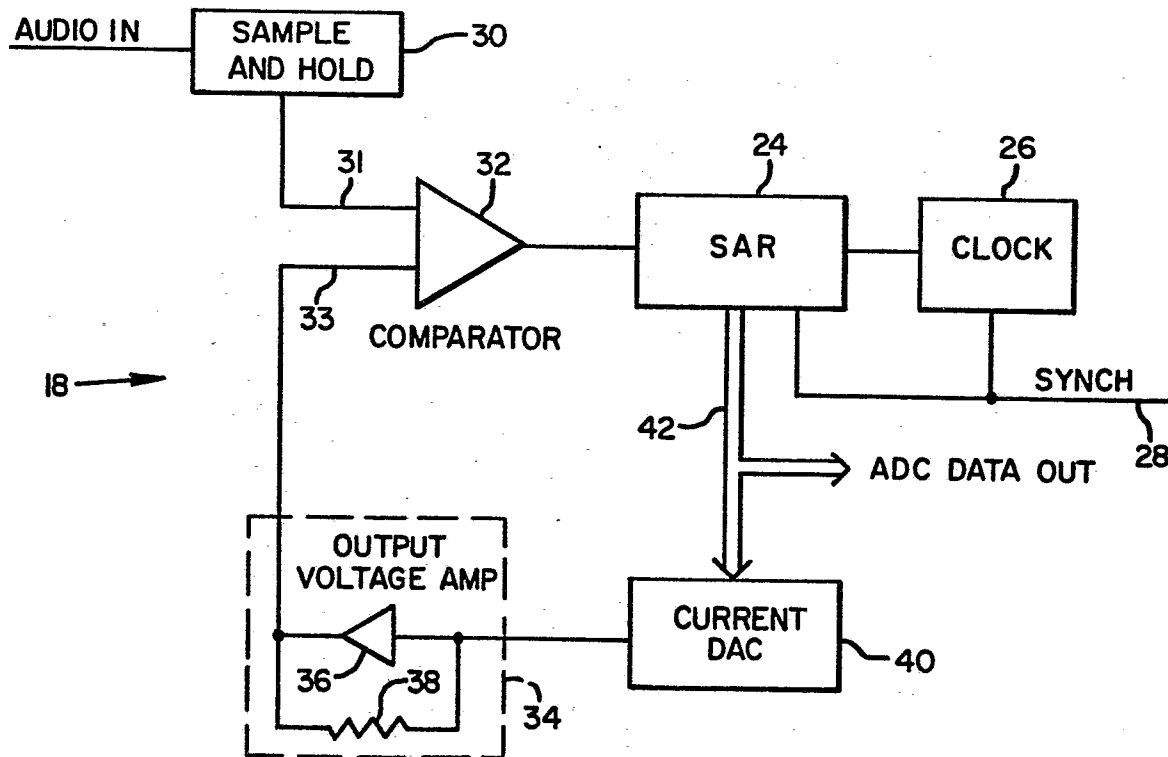 AUDIO IN
SAMPLE
AND HOLD
30
31
32
24
26
SAR
CLOCK
33
COMPARATOR
18
SYNCH
28
42
ADC DATA OUT
OUTPUT
VOLTAGE AMP
CURRENT
DAC
36
38
40
34